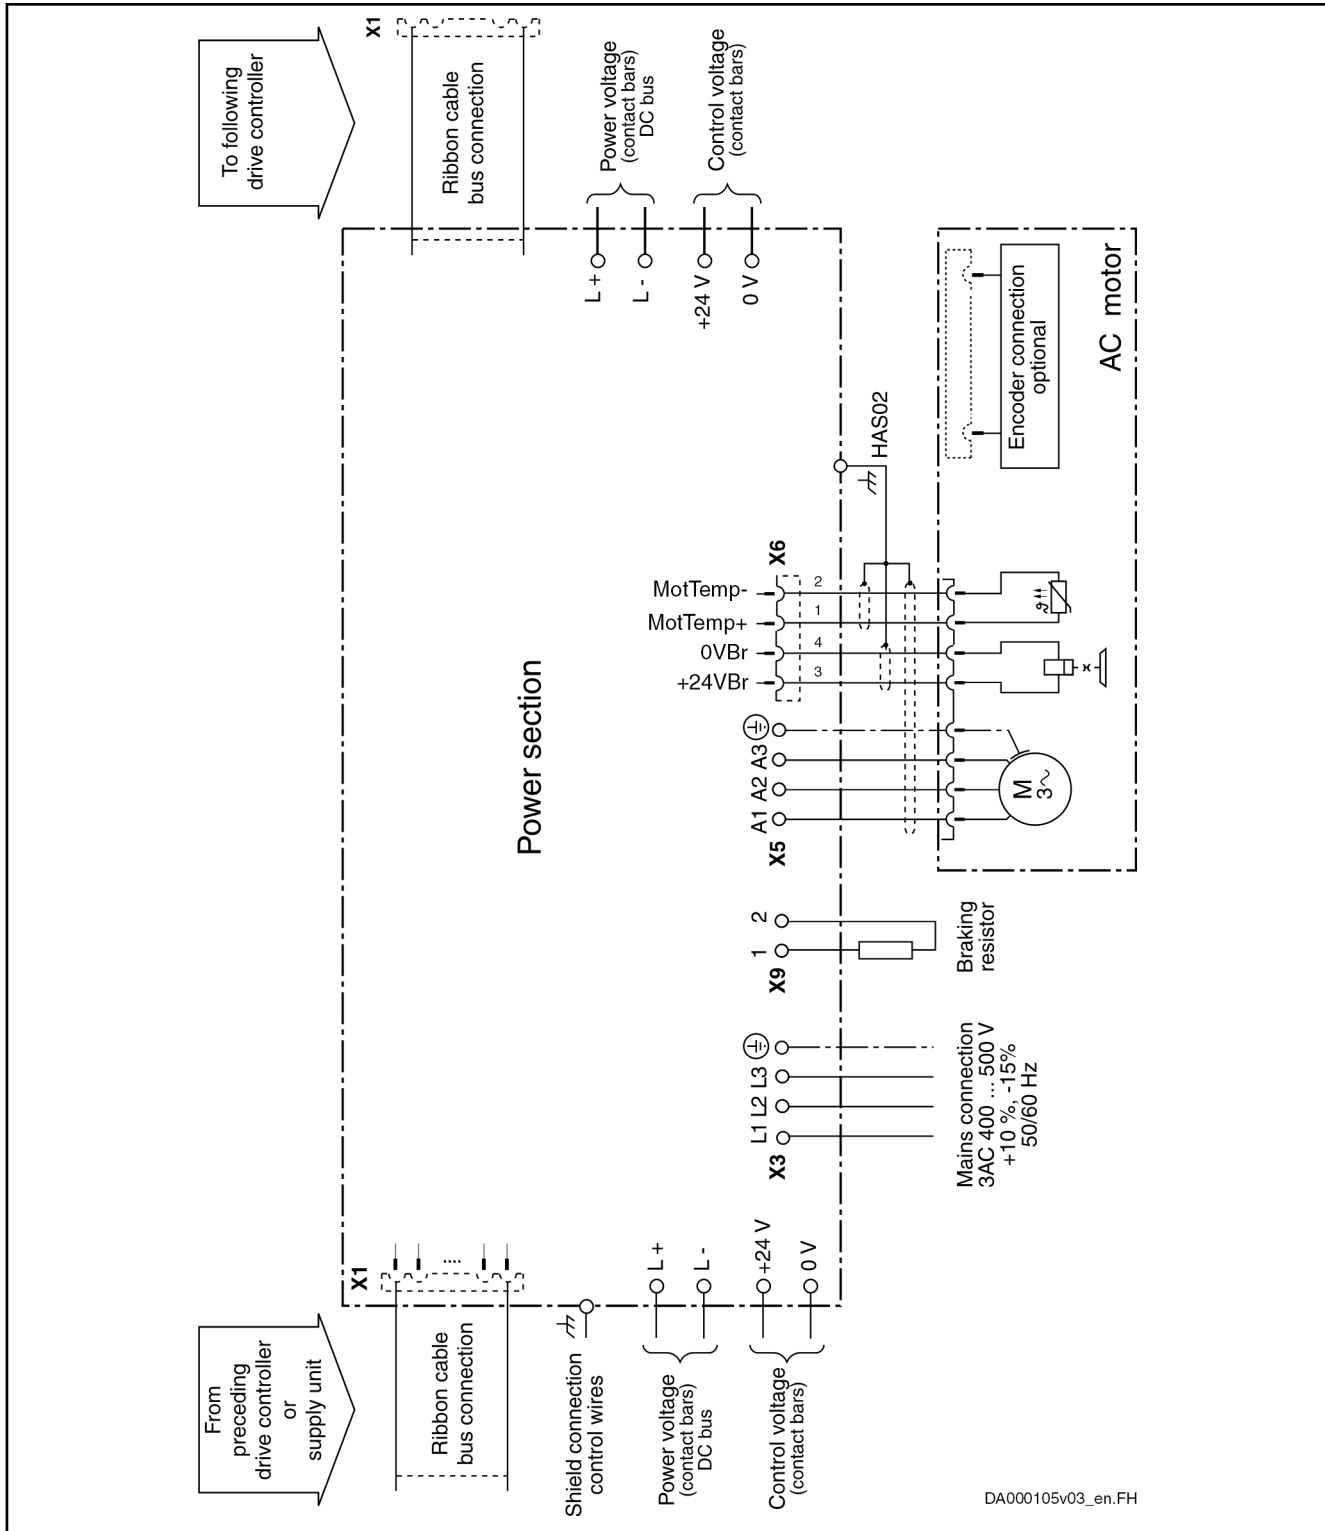 From
preceding
drive controller
or
supply unit
To following
drive controller
X1
Ribbon cable
bus connection
X1
Ribbon cable
bus connection
Shield connection
control wires
Power voltage
(contact bars)
DC bus
Control voltage
(contact bars)
L +
L -
+24 V
0 V
Power section
Power voltage
(contact bars)
DC bus
Control voltage
(contact bars)
L +
L -
+24 V
0 V
X3
L1 L2 L3
Mains connection
3AC 400 ... 500 V
+10 %, -15%
50/60 Hz
X9
1
2
Braking
resistor
X5
A1 A2 A3
+24VBr
0VBr
MotTemp+
MotTemp-
X6
3
4
1
2
HAS02
M
3~
ϑ
Encoder connection
optional
AC motor
DA000105v03_en.FH